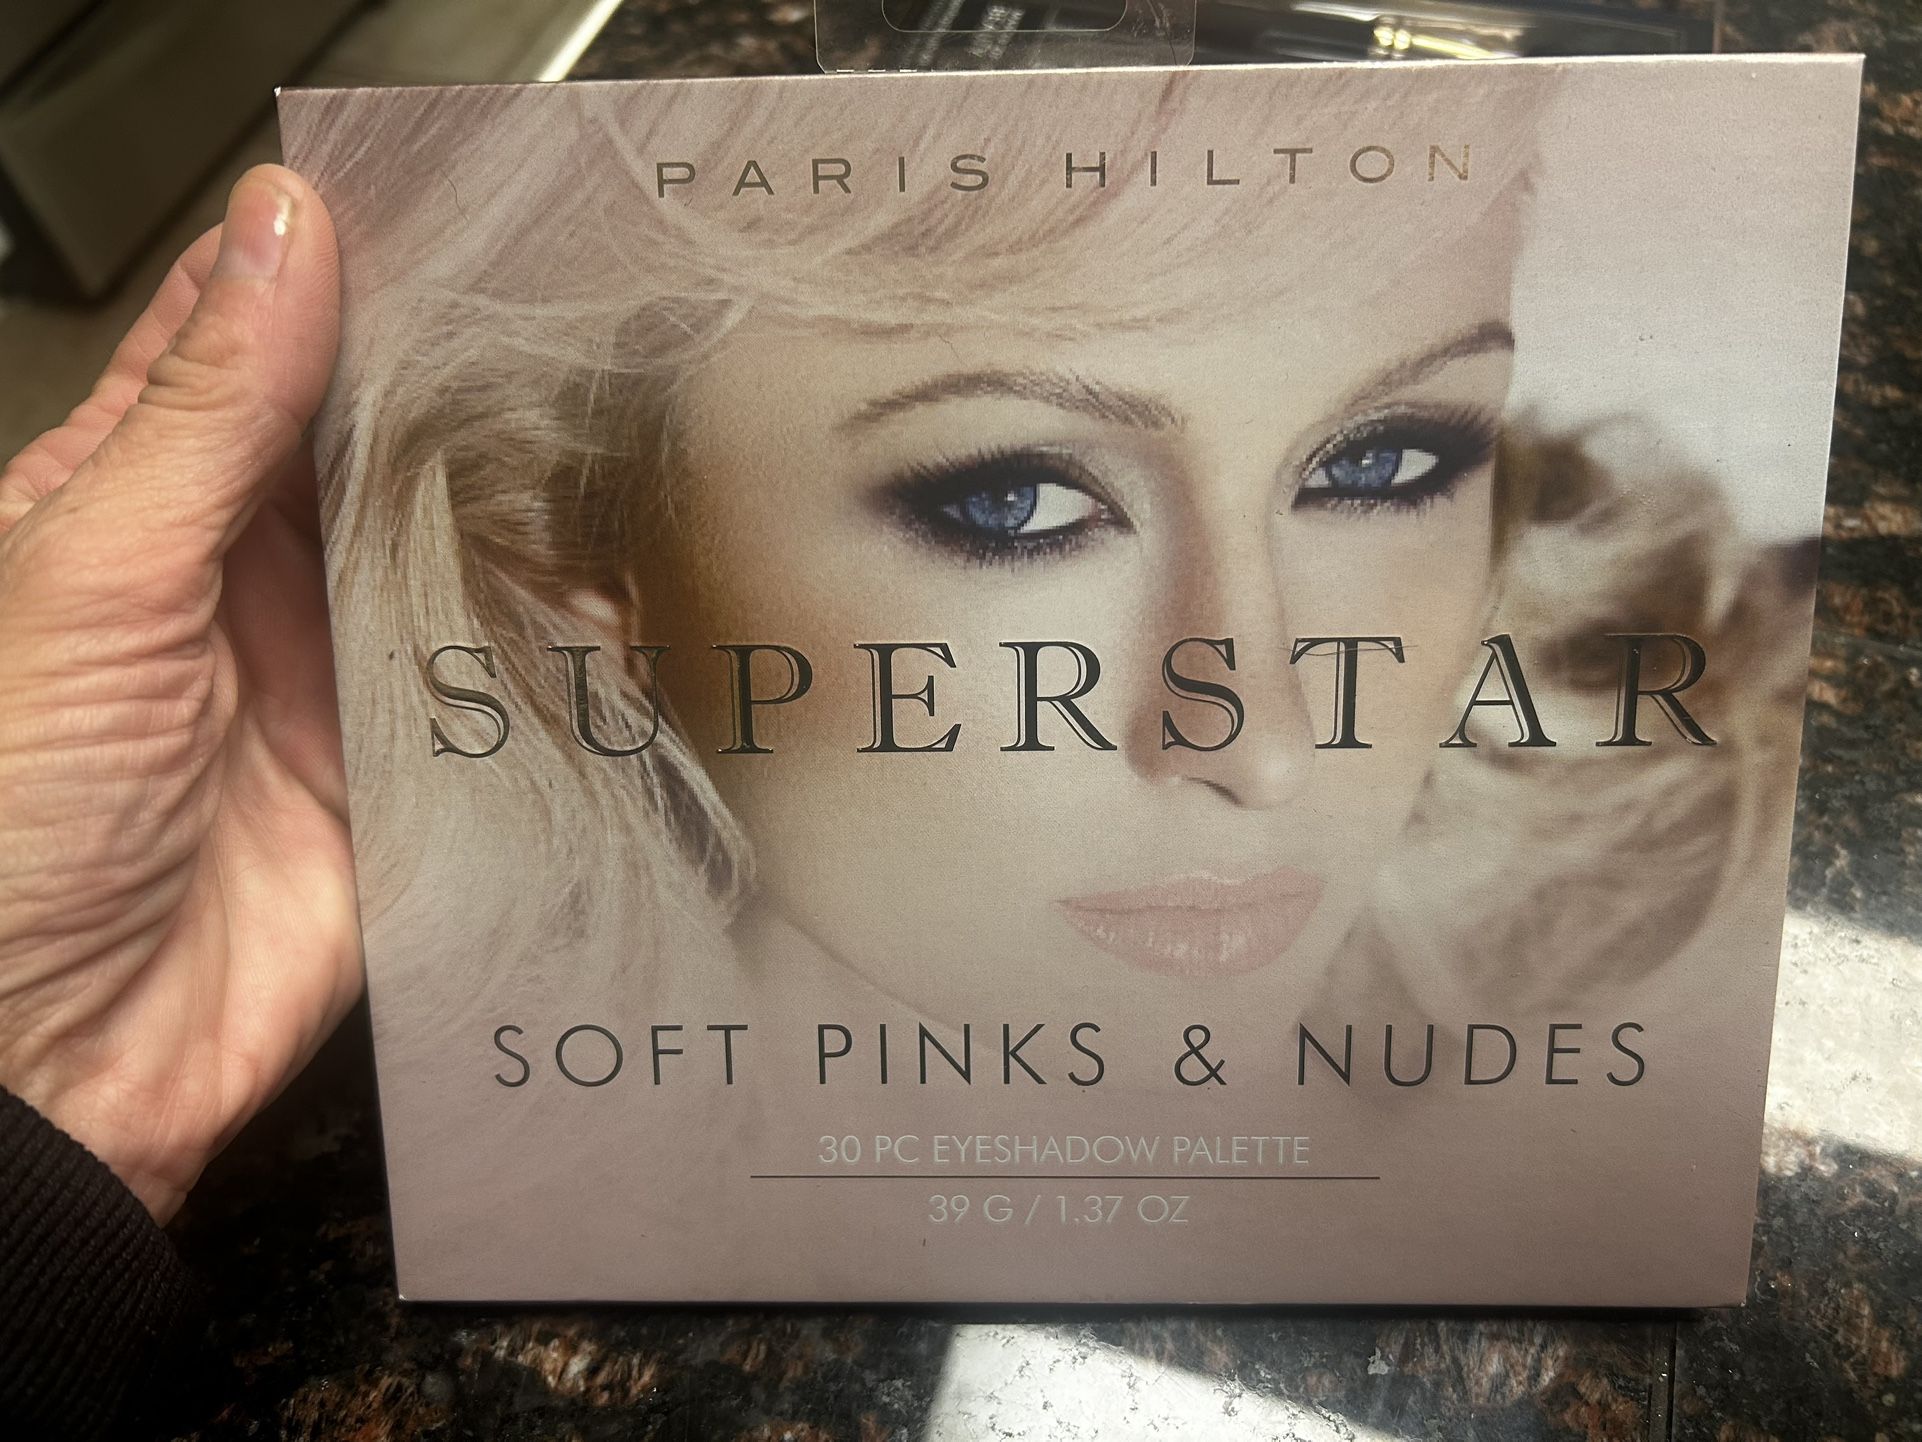 PARIS HILTON
SUPERSTAR
SOFT PINKS & NUDES
30 PC EYESHADOW PALETTE
39 G / 1.37 OZ